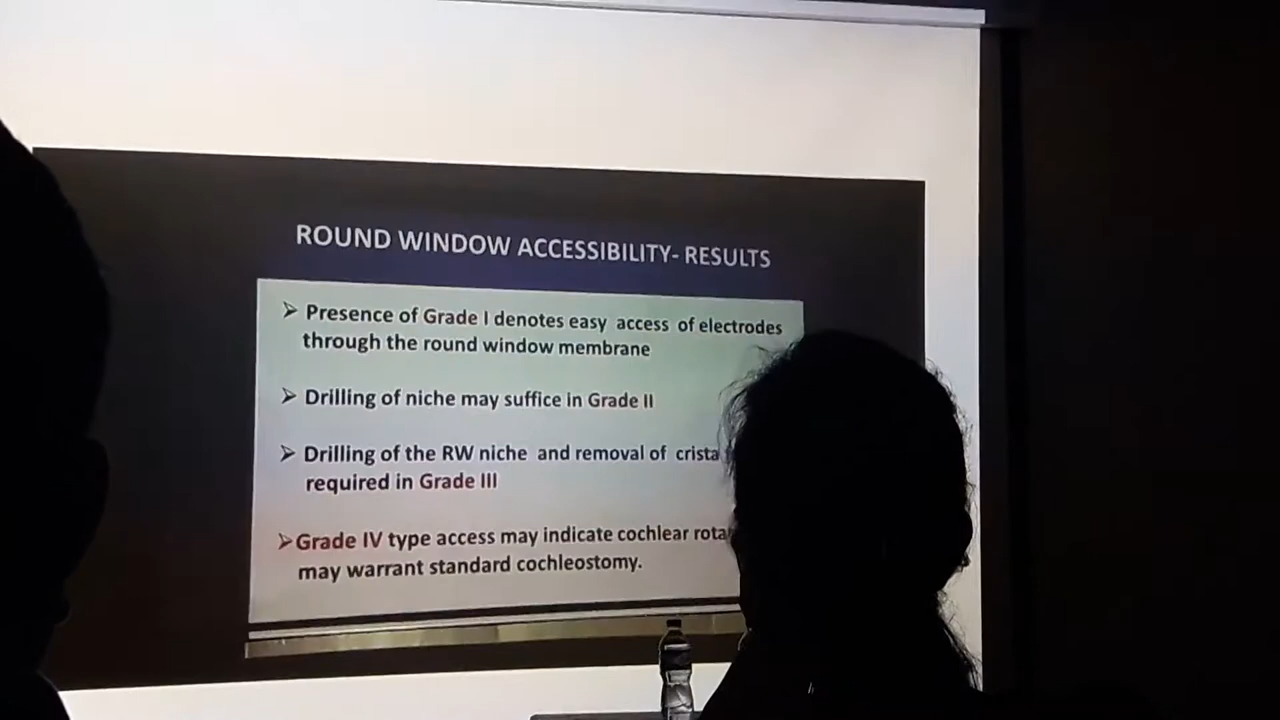 ROUND WINDOW ACCESSIBILITY- RESULTS
➢ Presence of Grade I denotes easy access of electrodes
through the round window membrane
➢ Drilling of niche may suffice in Grade II
➢ Drilling of the RW niche and removal of crista
required in Grade III
➢ Grade IV type access may indicate cochlear
may warrant standard cochleostomy.